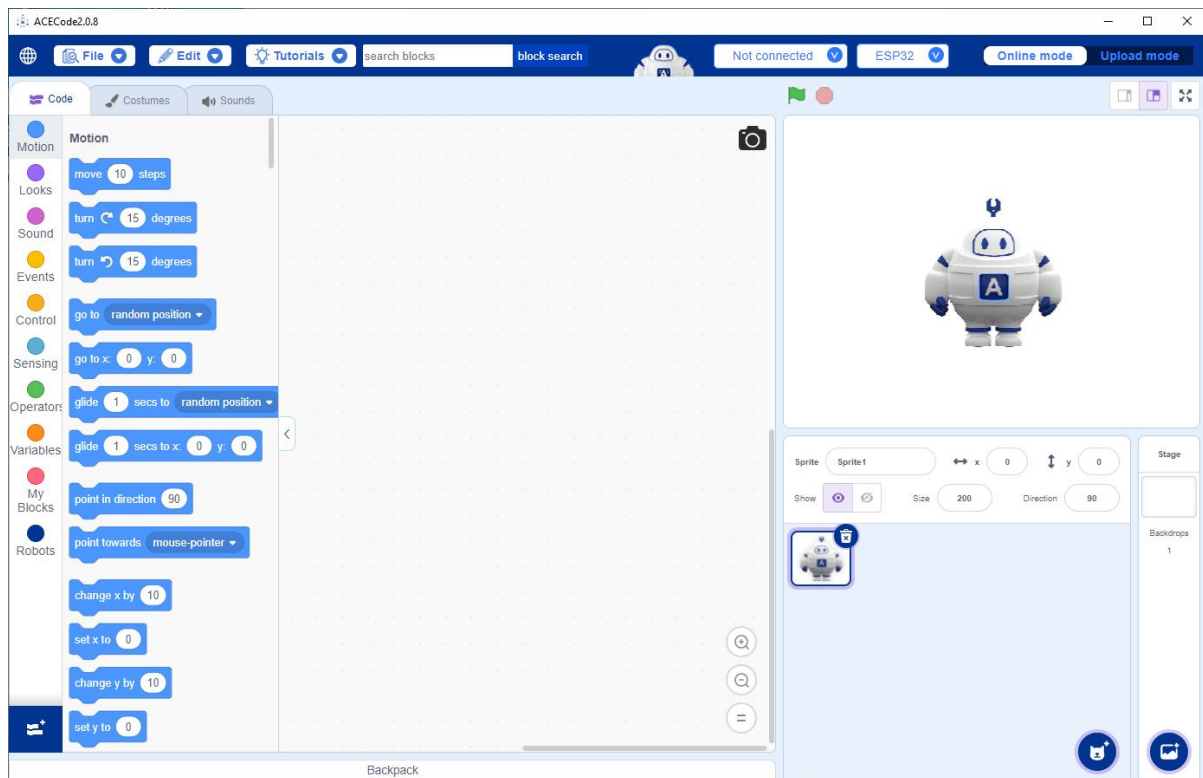 ACECode2.0.8
File
Edit
Tutorials
search blocks
block search
Not connected
ESP32
Online mode
Upload mode
Code
Costumes
Sounds
Motion
Looks
Sound
Events
Control
Sensing
Operators
Variables
My
Blocks
Robots
Motion
move 10 steps
turn 15 degrees
turn 15 degrees
go to random position
go to x: 0 y: 0
glide 1 secs to random position
glide 1 secs to x: 0 y: 0
point in direction 90
point towards mouse-pointer
change x by 10
set x to 0
change y by 10
set y to 0
Backpack
A
Sprite Sprite1 x 0 y 0
Show Size 200 Direction 90
Stage
Backdrops
1